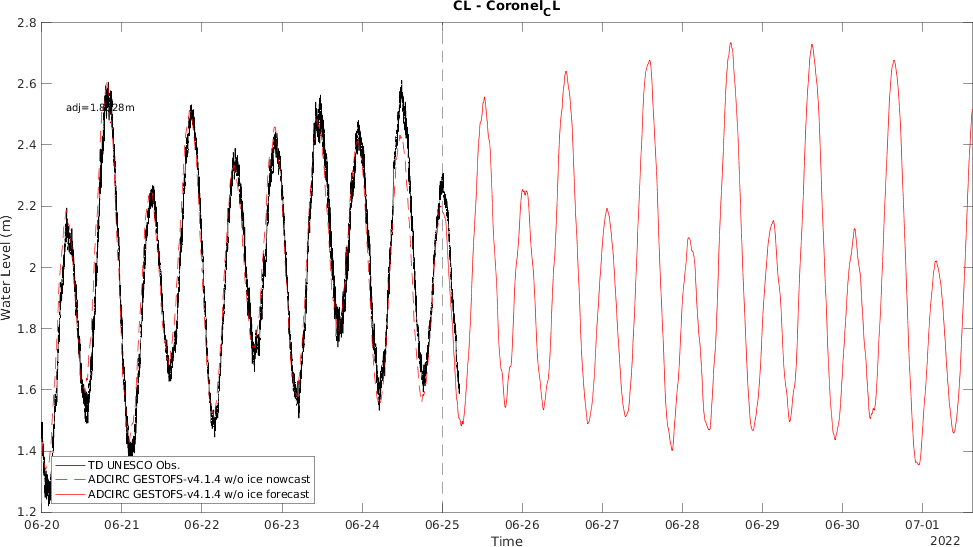 CL - Coronel_CL
2.8
2.6
2.4
2.2
2
1.8
1.6
1.4
1.2
Water Level (m)
TD UNESCO Obs.
ADCIRC GESTOFS-v4.1.4 w/o ice nowcast
ADCIRC GESTOFS-v4.1.4 w/o ice forecast
06-20 06-21 06-22 06-23 06-24 06-25 06-26 06-27 06-28 06-29 06-30 07-01
Time
2022